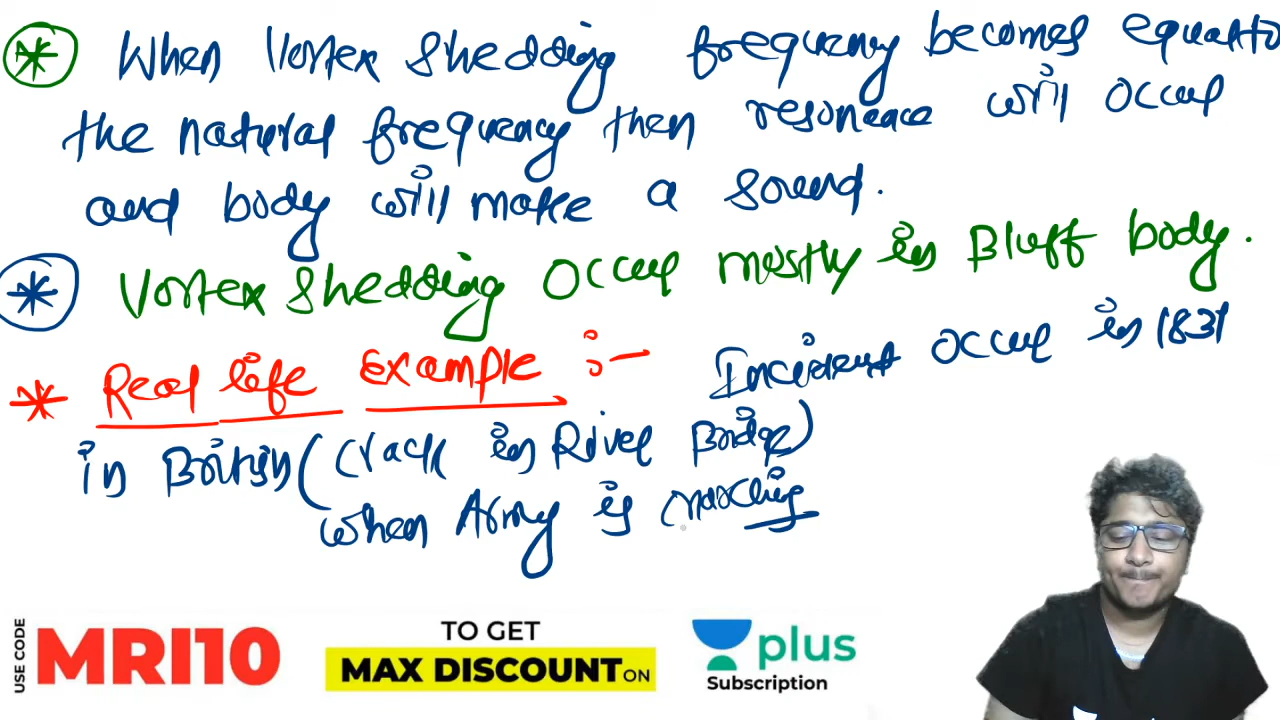 * When Vortex Shedding frequency becomes equal to
the natural frequency then resonance will occur
and body will make a sound.
* Vortex Shedding Occur mostly in Bluff body.
* Real life Example :- Incident Occur in 1831
in British (Crack in River Bridge)
when Army is marching
USE CODE
MRI10
TO GET
MAX DISCOUNT ON
plus
Subscription